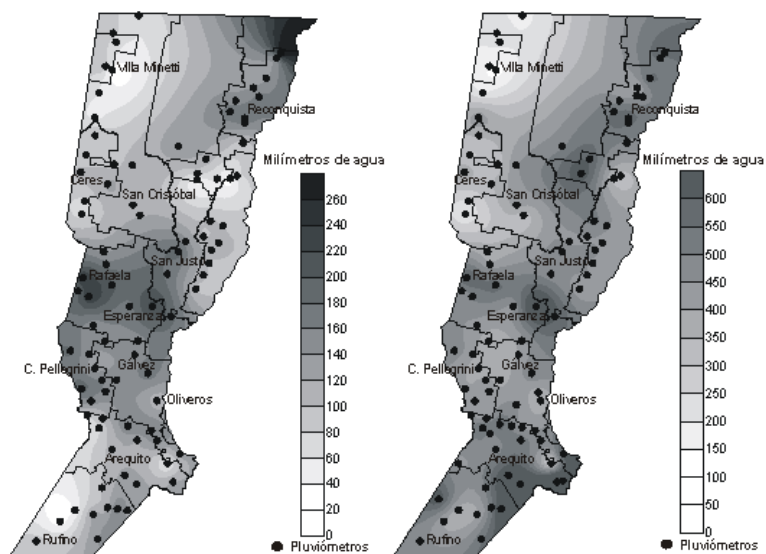 Villa Minetti
Reconquista
Milímetros de agua
Ceres
San Cristóbal
260
240
220
200
180
160
140
120
100
80
60
40
20
0
San Justo
Rafaela
Esperanza
Gálvez
C. Pellegrini
Oliveros
Arequito
Rufino
Pluviómetros
Villa Minetti
Reconquista
Milímetros de agua
Ceres
San Cristóbal
600
550
500
450
400
350
300
250
200
150
100
50
0
San Justo
Rafaela
Esperanza
Galvez
C. Pellegrini
Oliveros
Arequito
Rufino
Pluviómetros